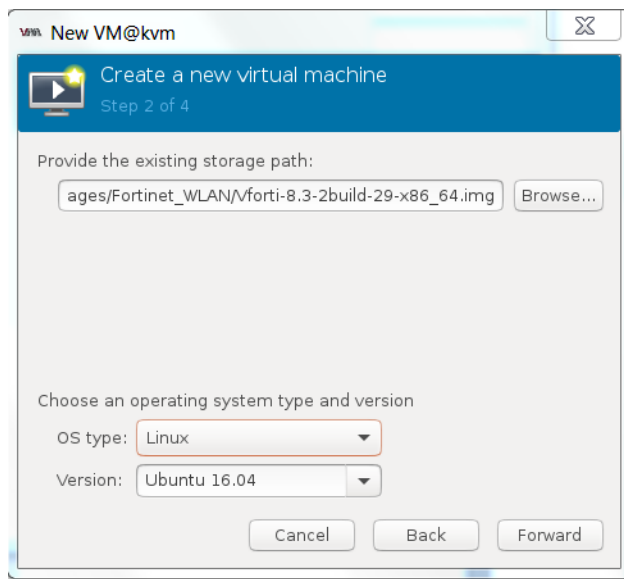 New VM@kvm
Create a new virtual machine
Step 2 of 4
Provide the existing storage path:
ages/Fortinet_WLAN/Vforti-8.3-2build-29-x86_64.img Browse...
Choose an operating system type and version
OS type: Linux
Version: Ubuntu 16.04
Cancel Back Forward